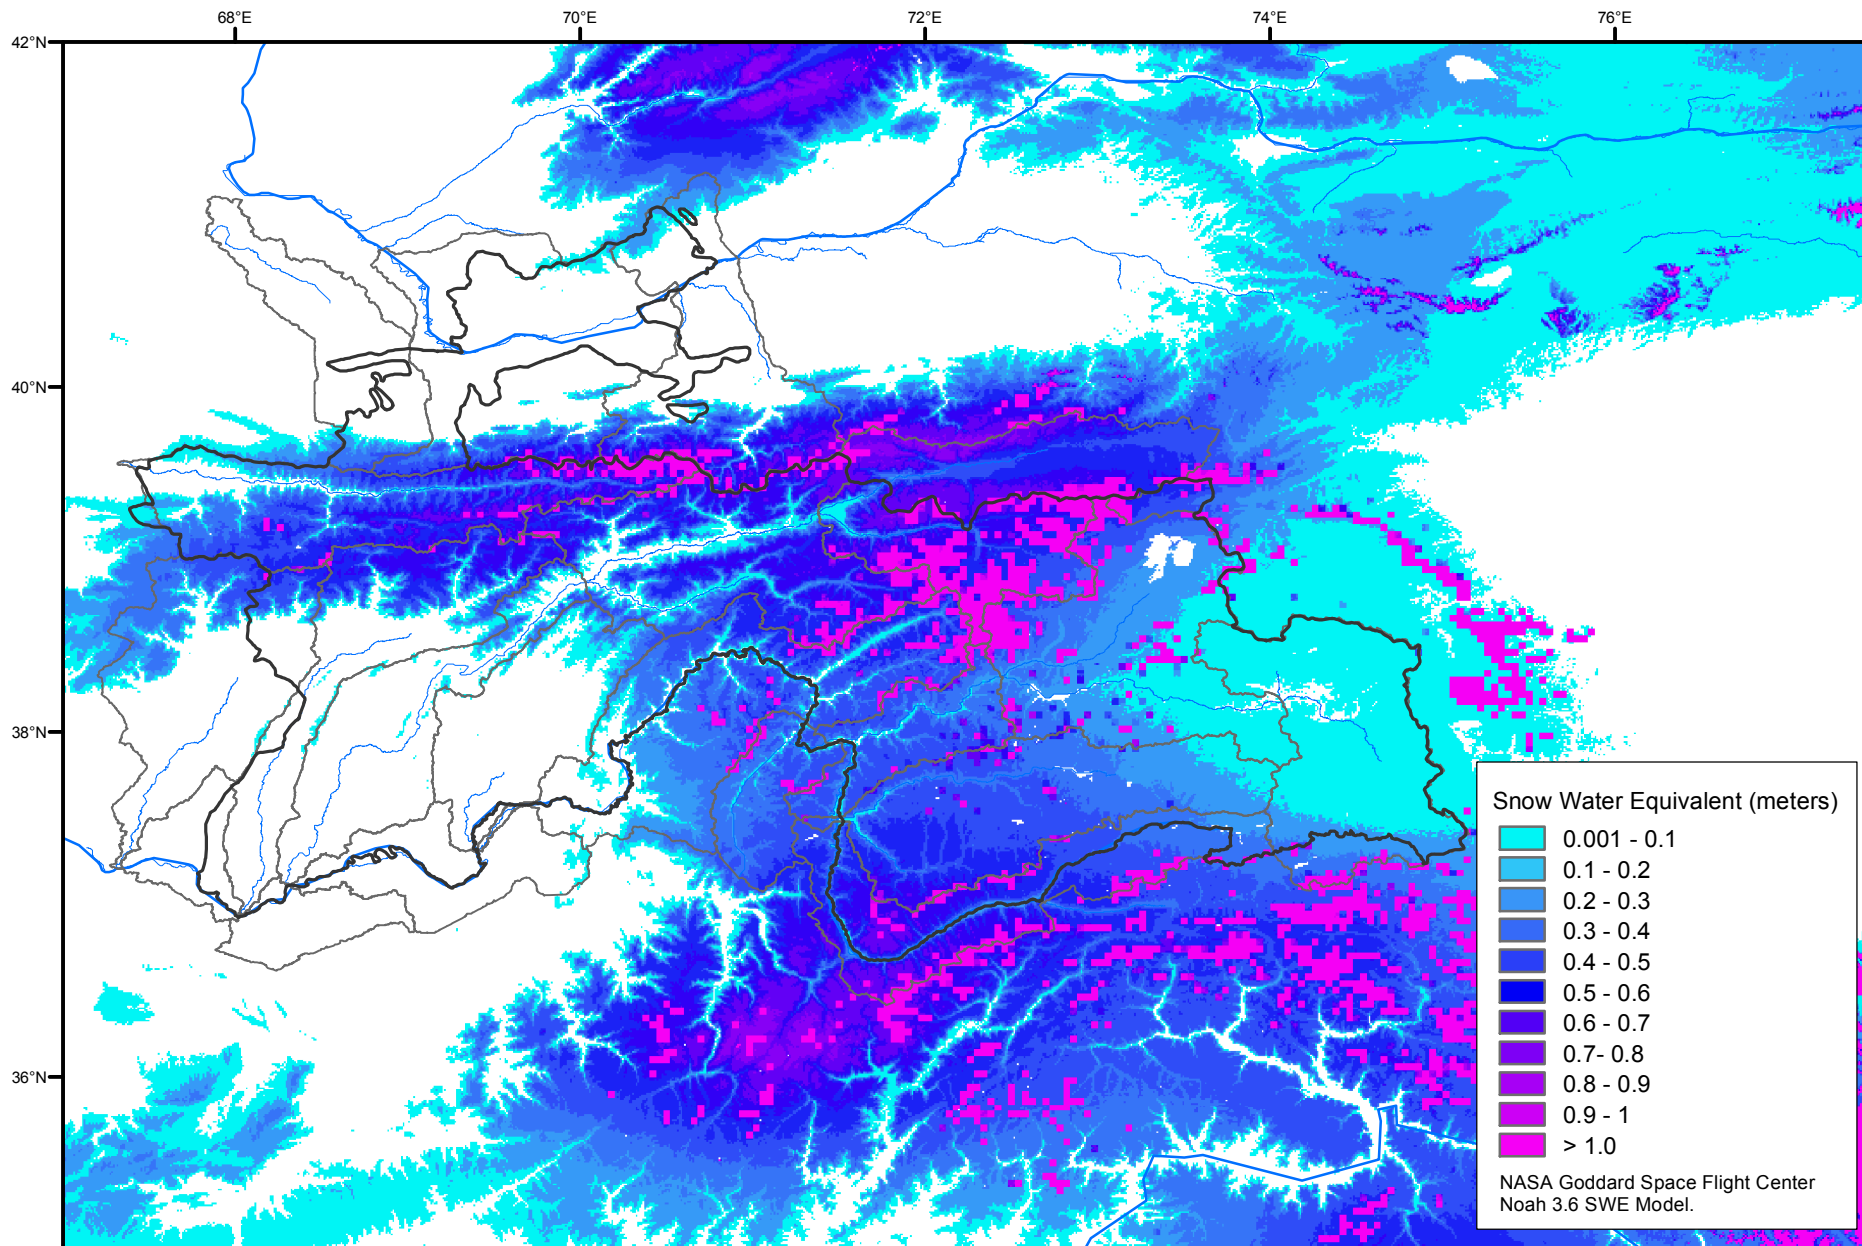 68°E 70°E 72°E 74°E 76°E
42°N
40°N
38°N
36°N
Snow Water Equivalent (meters)
0.001 - 0.1
0.1 - 0.2
0.2 - 0.3
0.3 - 0.4
0.4 - 0.5
0.5 - 0.6
0.6 - 0.7
0.7- 0.8
0.8 - 0.9
0.9 - 1
> 1.0
NASA Goddard Space Flight Center
Noah 3.6 SWE Model.